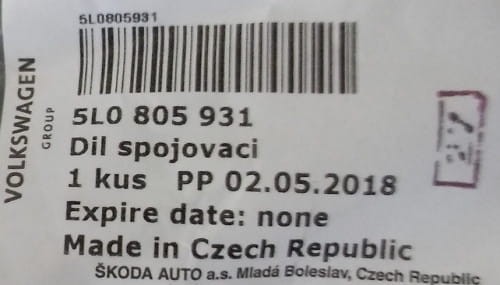 5L0805931
VOLKSWAGEN
GROUP
5L0 805 931
Dil spojovaci
1 kus PP 02.05.2018
Expire date: none
Made in Czech Republic
ŠKODA AUTO a.s. Mladá Boleslav, Czech Republic